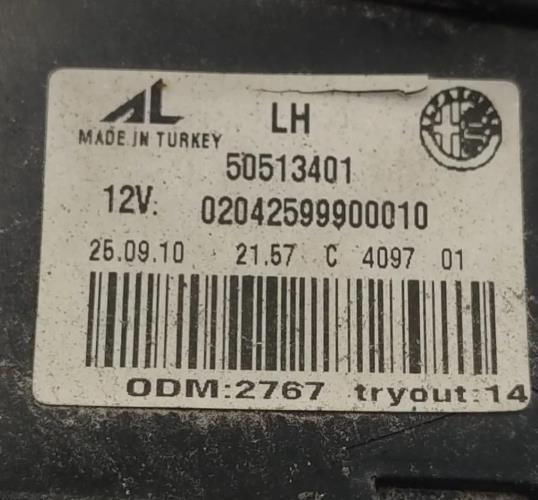 AL LH
MADE IN TURKEY
50513401
12V: 02042599900010
25.09.10 21.57 C 4097 01
ODM:2767 tryout:14